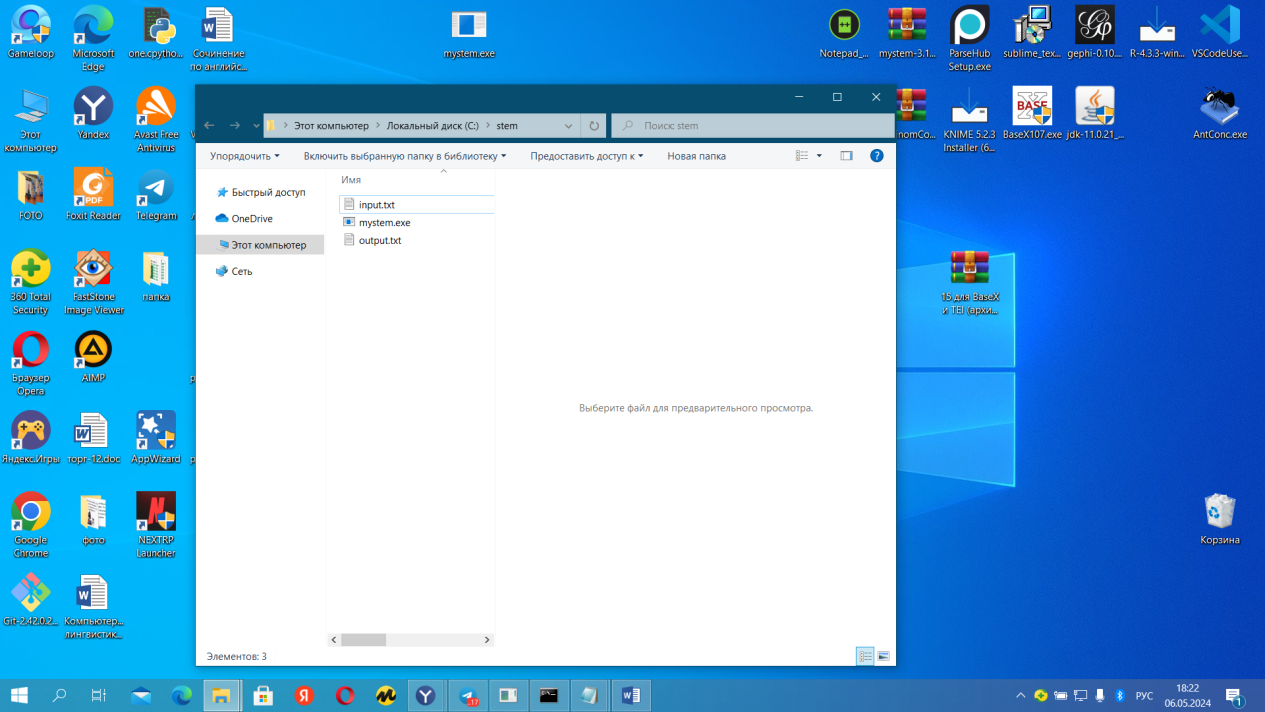 Gameloop
Microsoft
Edge
one.cpytho...
Сочинение
по английс...
mystem.exe
Notepad_...
mystem-3.1...
ParseHub
Setup.exe
sublime_tex...
gephi-0.10...
R-4.3.3-win...
VSCodeUse...
Этот
компьютер
Yandex
Avast Free
Antivirus
KNIME 5.2.3
Installer (6...
BaseX107.exe
jdk-11.0.21_...
AntConc.exe
Этот компьютер
Локальный диск (C:)
stem
Поиск: stem
Упорядочить
Включить выбранную папку в библиотеку
Предоставить доступ к
Новая папка
Имя
Быстрый доступ
OneDrive
Этот компьютер
Сеть
input.txt
mystem.exe
output.txt
Выберите файл для предварительного просмотра.
Элементов: 3
FOTO
PDF
Foxit Reader
Telegram
360 Total
Security
FastStone
Image Viewer
папка
15 для BaseX
и TEI (архи...
Браузер
Opera
AIMP
Яндекс.Игры
торг-12.doc
AppWizard
Google
Chrome
фото
NEXTRP
Launcher
Корзина
Git-2.42.0.2...
Компьютер...
лингвистик...
17
РУС
18:22
06.05.2024
1